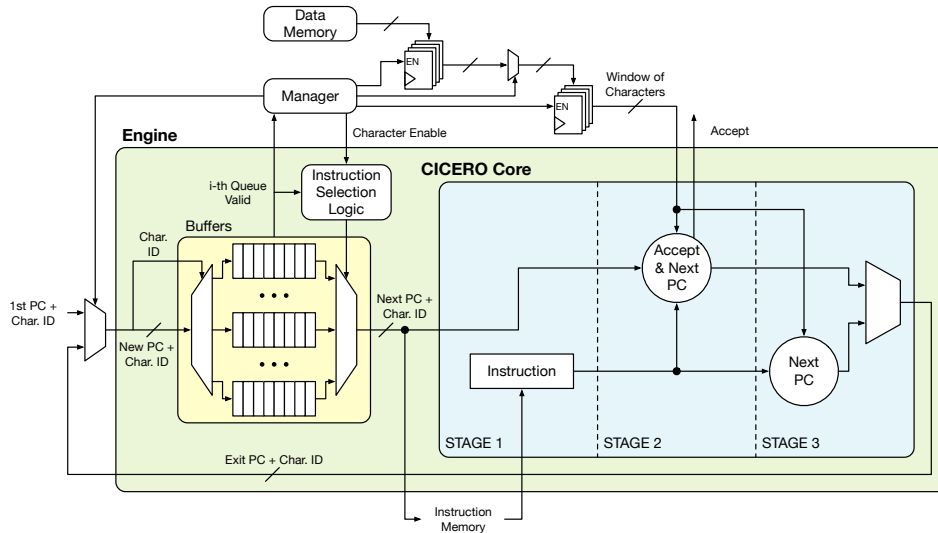 Data
Memory
EN
Manager
EN
Window of
Characters
Character Enable
Accept
Engine
CICERO Core
i-th Queue
Valid
Instruction
Selection
Logic
Buffers
Char.
ID
Accept
& Next
PC
1st PC +
Char. ID
Next PC +
Char. ID
New PC +
Char. ID
Instruction
Next
PC
STAGE 1
STAGE 2
STAGE 3
Exit PC + Char. ID
Instruction
Memory